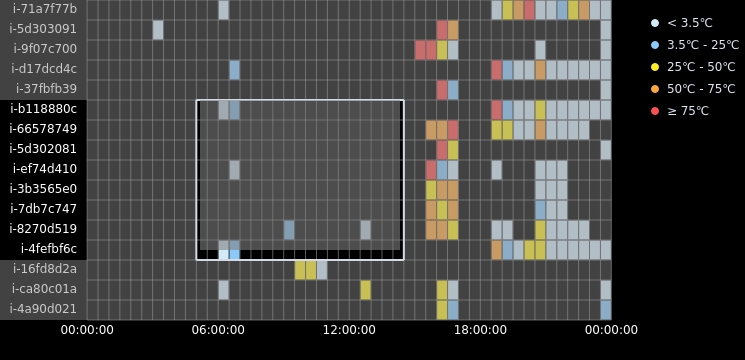 i-71a7f77b
i-5d303091
i-9f07c700
i-d17dcd4c
i-37fbfb39
i-b118880c
i-66578749
i-5d302081
i-ef74d410
i-3b3565e0
i-7db7c747
i-8270d519
i-4fefbf6c
i-16fd8d2a
i-ca80c01a
i-4a90d021
00:00:00 06:00:00 12:00:00 18:00:00 00:00:00
< 3.5℃
3.5℃ - 25℃
25℃ - 50℃
50℃ - 75℃
≥ 75℃